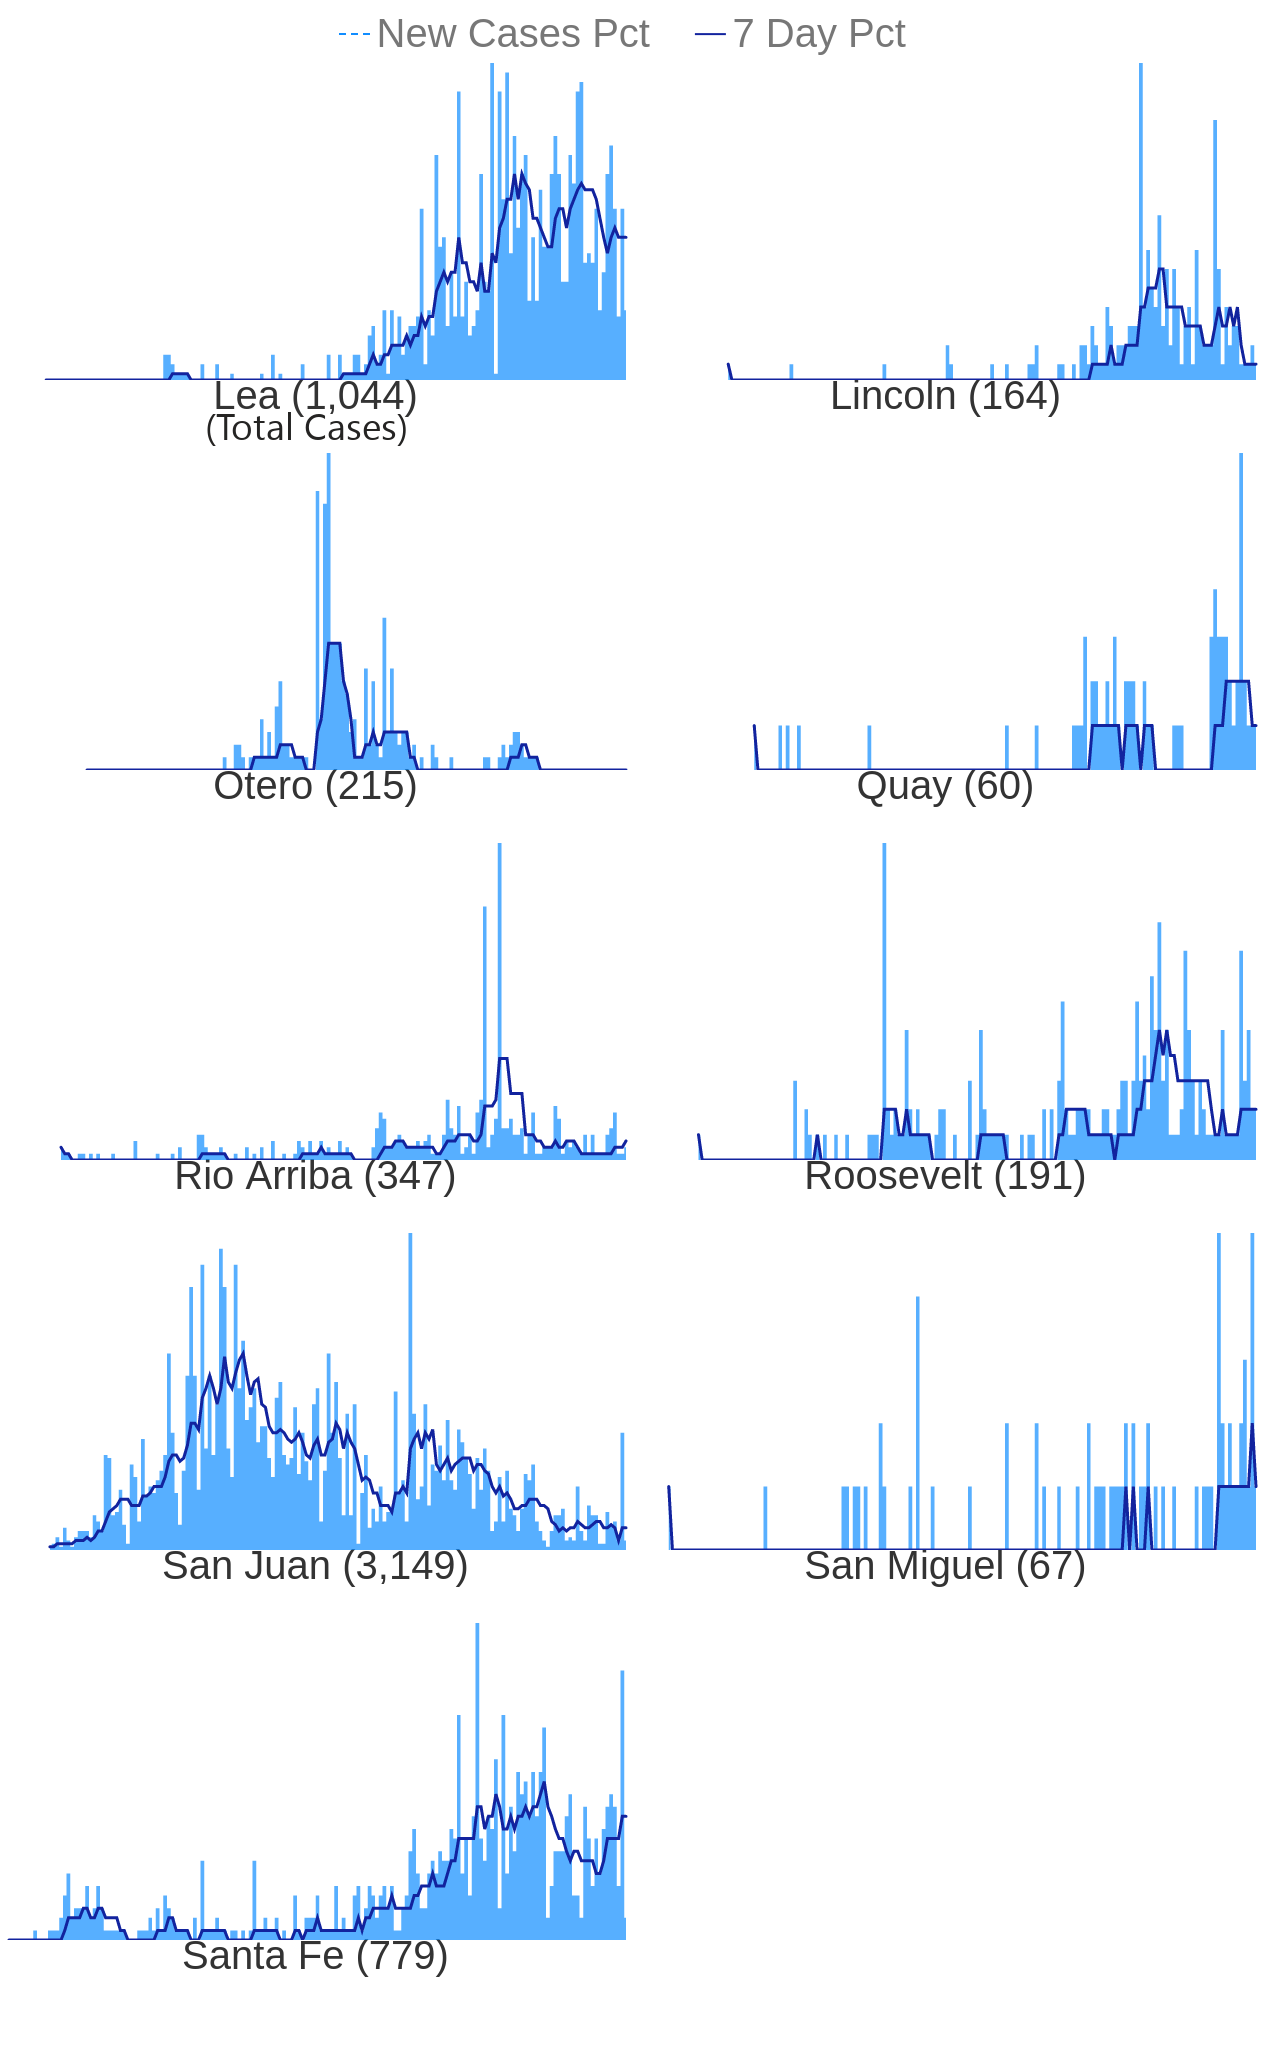 New Cases Pct 7 Day Pct
Lea (1,044) Lincoln (164)
(Total Cases)
Otero (215) Quay (60)
Rio Arriba (347) Roosevelt (191)
San Juan (3,149) San Miguel (67)
Santa Fe (779)